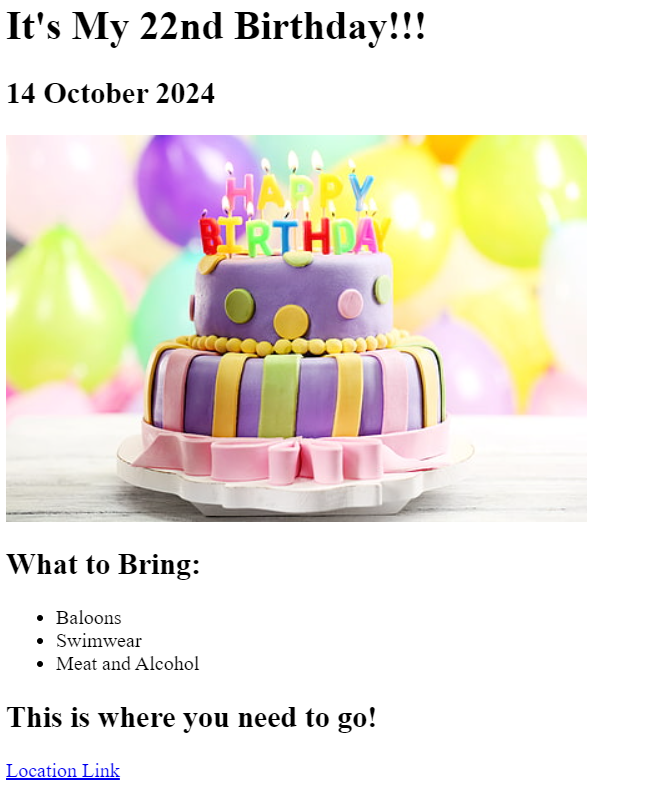 It's My 22nd Birthday!!!
14 October 2024
HAPPY
BIRTHDAY
What to Bring:
Baloons
Swimwear
Meat and Alcohol
This is where you need to go!
Location Link